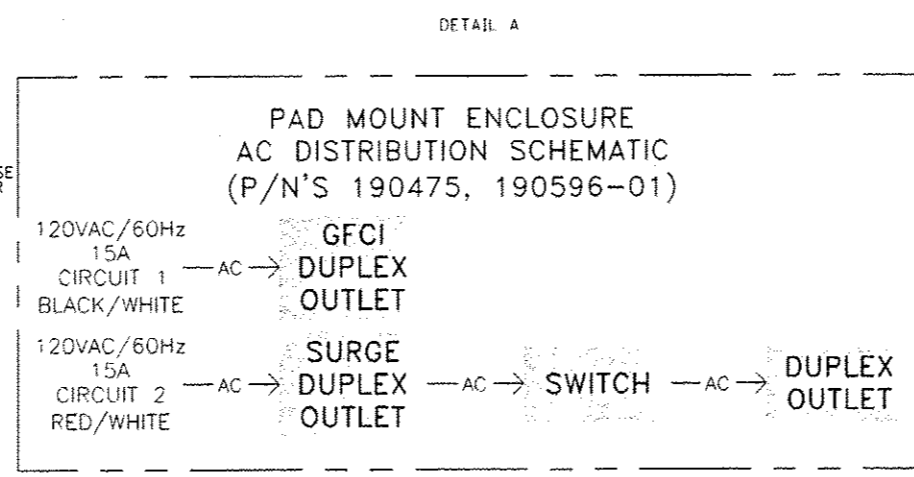 DETAIL A
PAD MOUNT ENCLOSURE
AC DISTRIBUTION SCHEMATIC
(P/N'S 190475, 190596-01)
120VAC/60Hz
15A
CIRCUIT 1
BLACK/WHITE
AC
GFCI
DUPLEX
OUTLET
120VAC/60Hz
15A
CIRCUIT 2
RED/WHITE
AC
SURGE
DUPLEX
OUTLET
AC
SWITCH
AC
DUPLEX
OUTLET